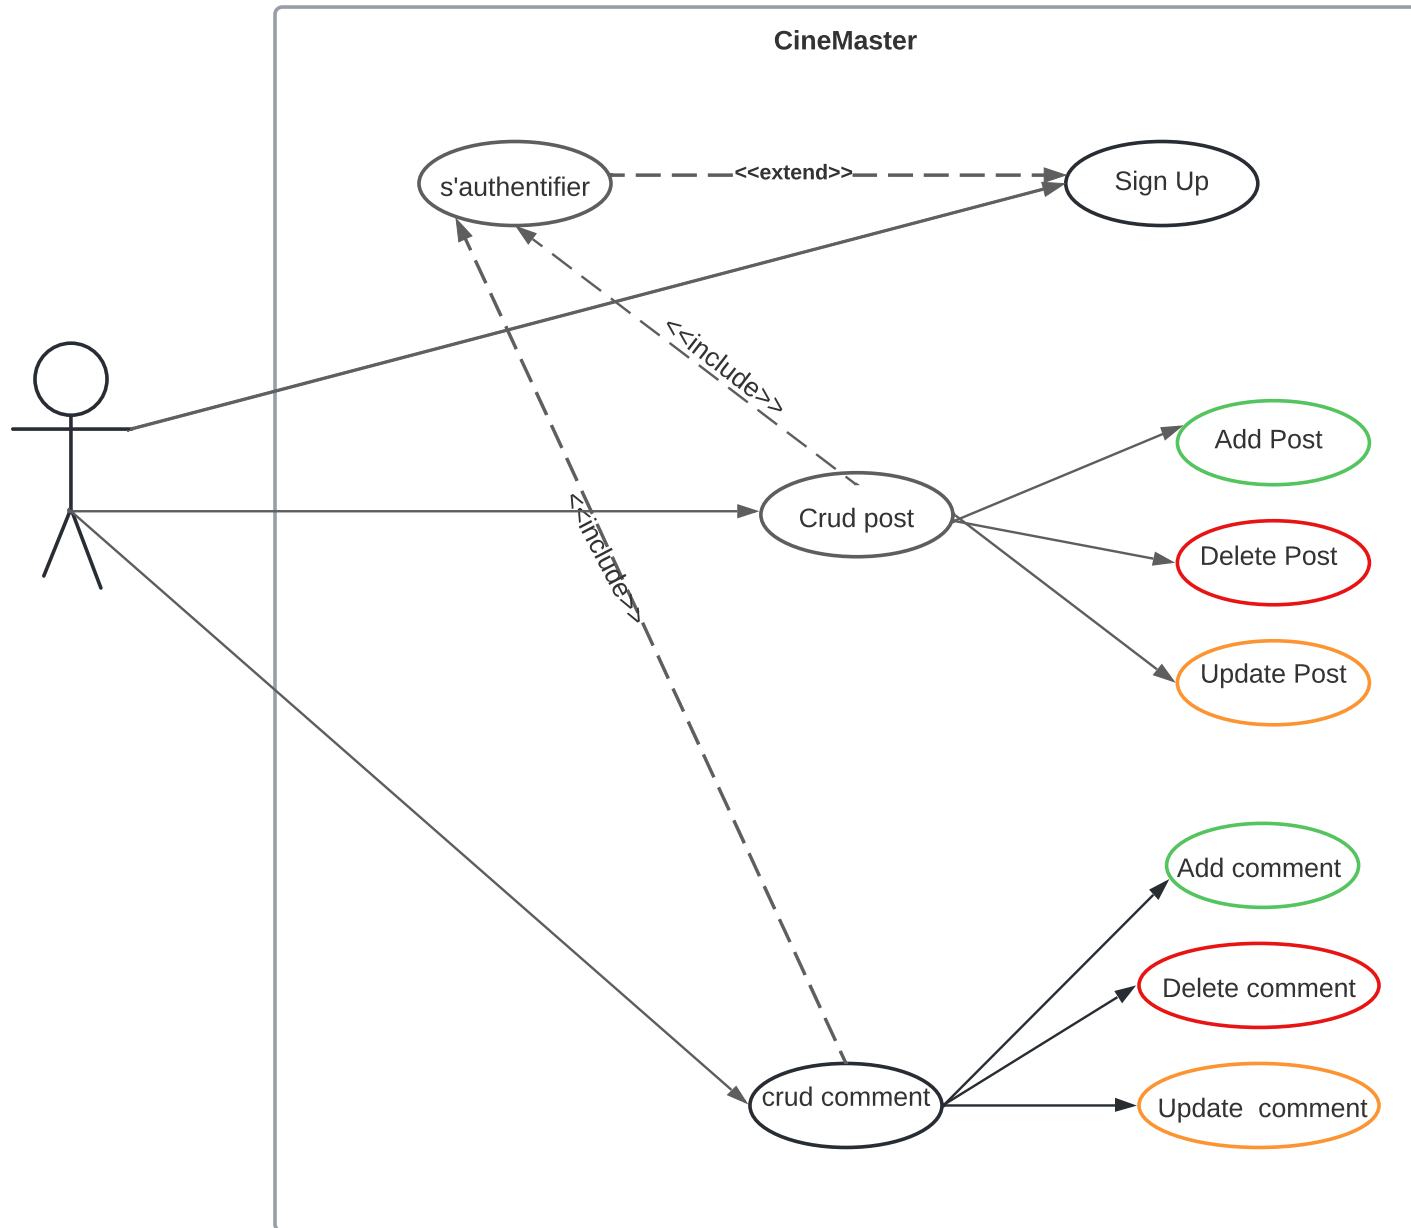 CineMaster
s'authentifier
<<extend>>
Sign Up
<<include>>
Add Post
Crud post
Delete Post
<<include>>
Update Post
Add comment
Delete comment
crud comment
Update  comment